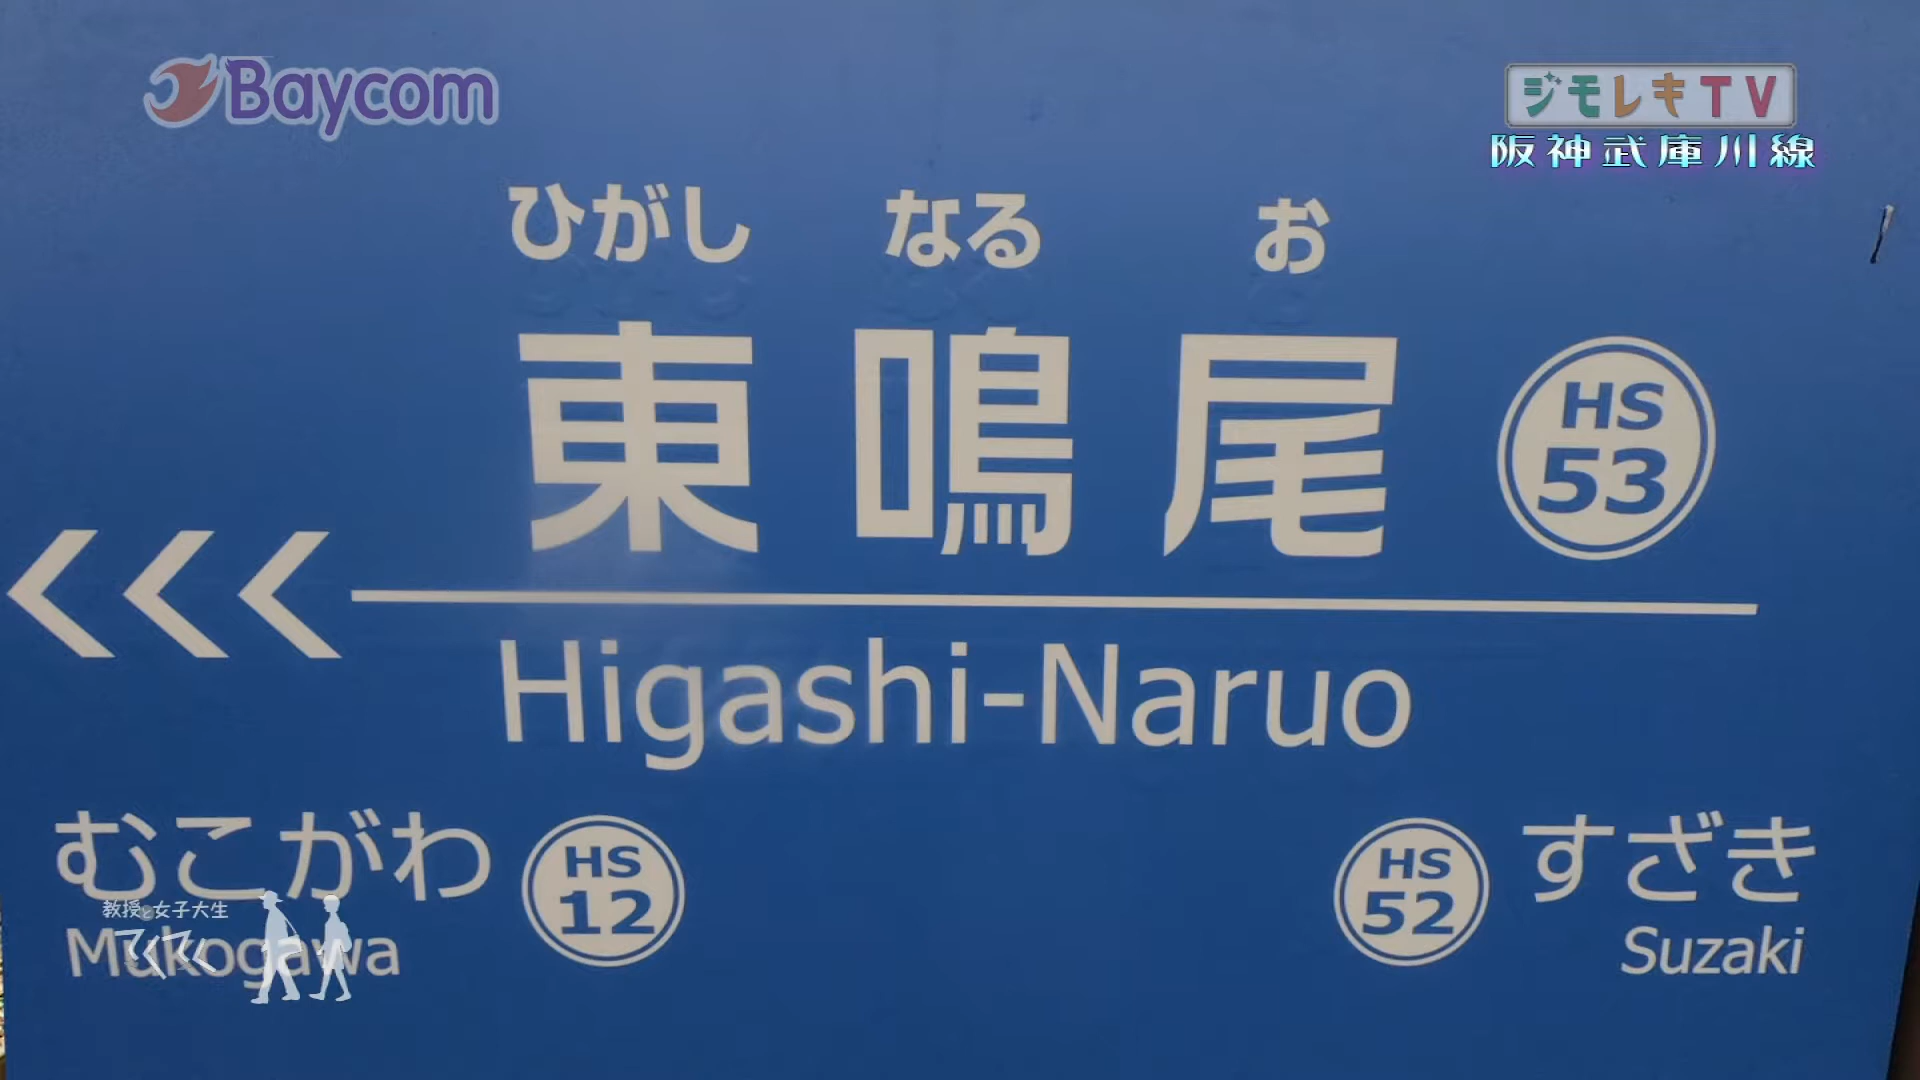 Baycom
ジモレキTV
阪神武庫川線
ひがし なる お
東鳴尾
HS
53
Higashi-Naruo
むこがわ
HS
12
HS
52
すざき
教授と女子大生
てくてく
Mukogawa
Suzaki